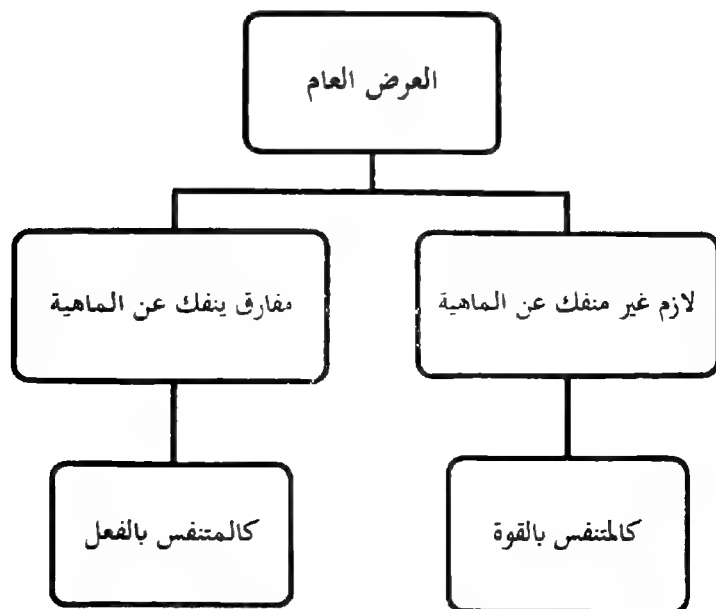 العرض العام
لازم غير منفك عن الماهية
مفارق ينفك عن الماهية
كالمتنفس بالقوة
كالمتنفس بالفعل